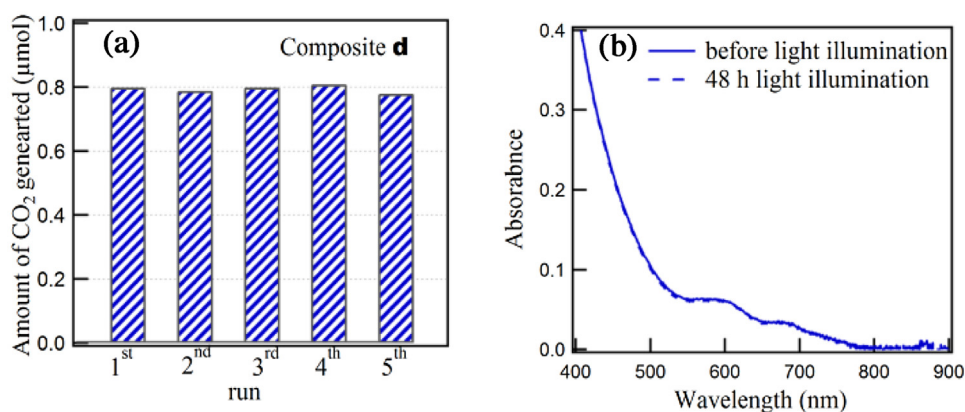 (a)
Composite d
Amount of CO2 genearted (μmol)
1.0
0.8
0.6
0.4
0.2
0.0
1st 2nd 3rd 4th 5th
run
(b)
before light illumination
48 h light illumination
Absorabance
0.4
0.3
0.2
0.1
0.0
400 500 600 700 800 900
Wavelength (nm)